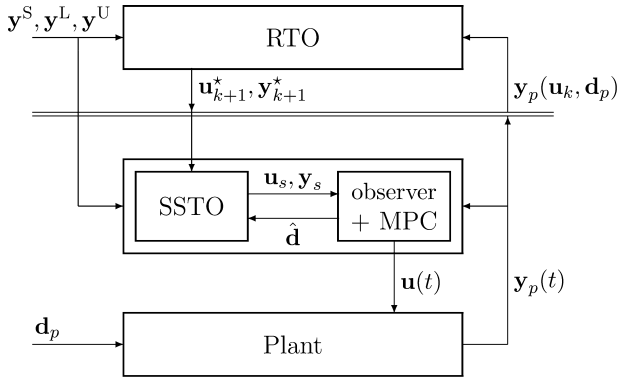 y^S, y^L, y^U
RTO
u*_{k+1}, y*_{k+1}
y_p(u_k, d_p)
SSTO
u_s, y_s
d̂
observer
+ MPC
u(t)
y_p(t)
d_p
Plant